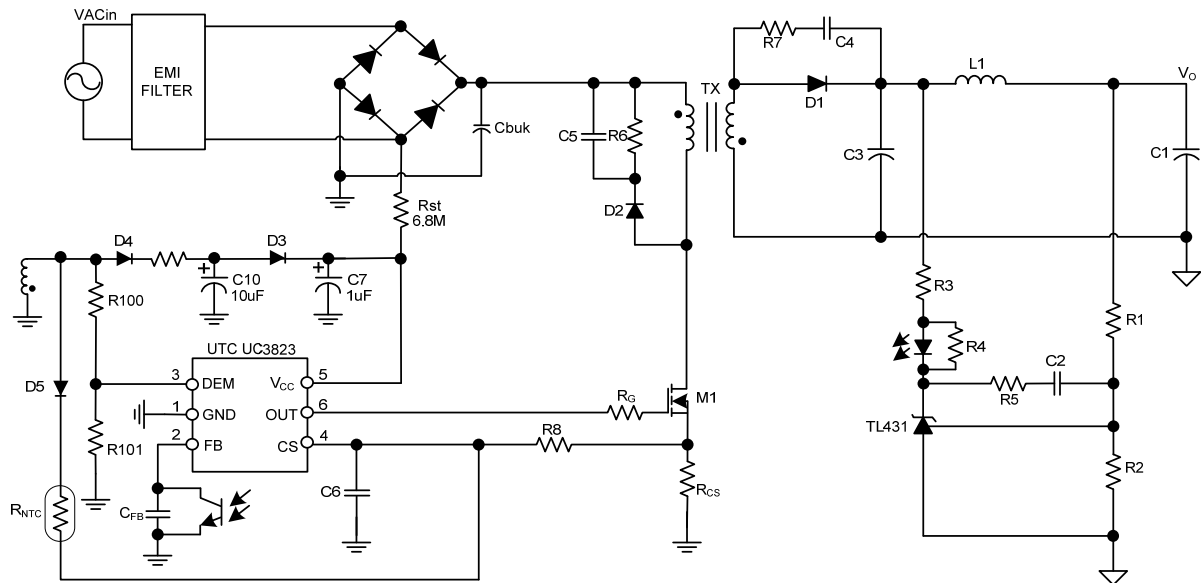 VACin
EMI
FILTER
Cbuk
C5
R6
D2
TX
R7
C4
D1
L1
VO
C3
C1
Rst
6.8M
D4
D3
C10
10uF
C7
1uF
R100
R3
R4
R1
UTC UC3823
D5
3
DEM
VCC
5
1
GND
OUT
6
2
FB
CS
4
R101
RG
M1
R8
C2
R5
TL431
R2
RNTC
CFB
C6
RCS